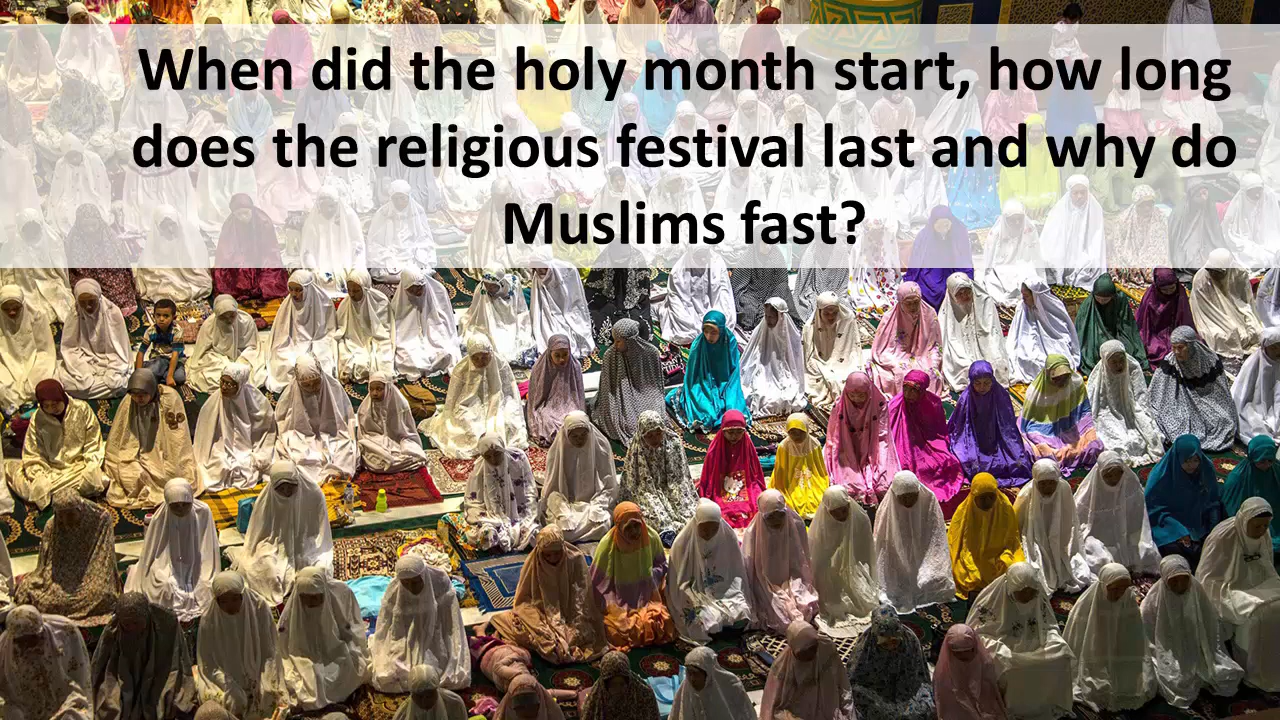 When did the holy month start, how long
does the religious festival last and why do
Muslims fast?